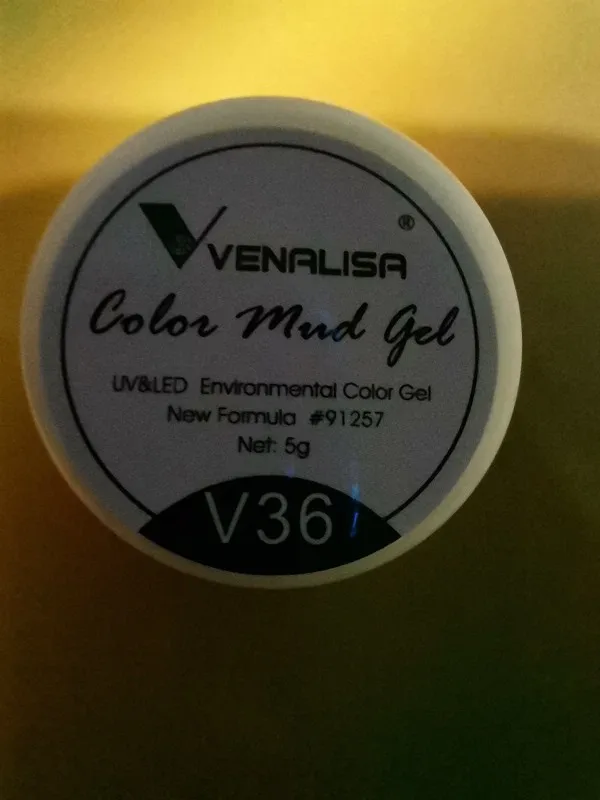 ®
VENALISA
Color Mud Gel
UV&LED Environmental Color Gel
New Formula #91257
Net: 5g
V36